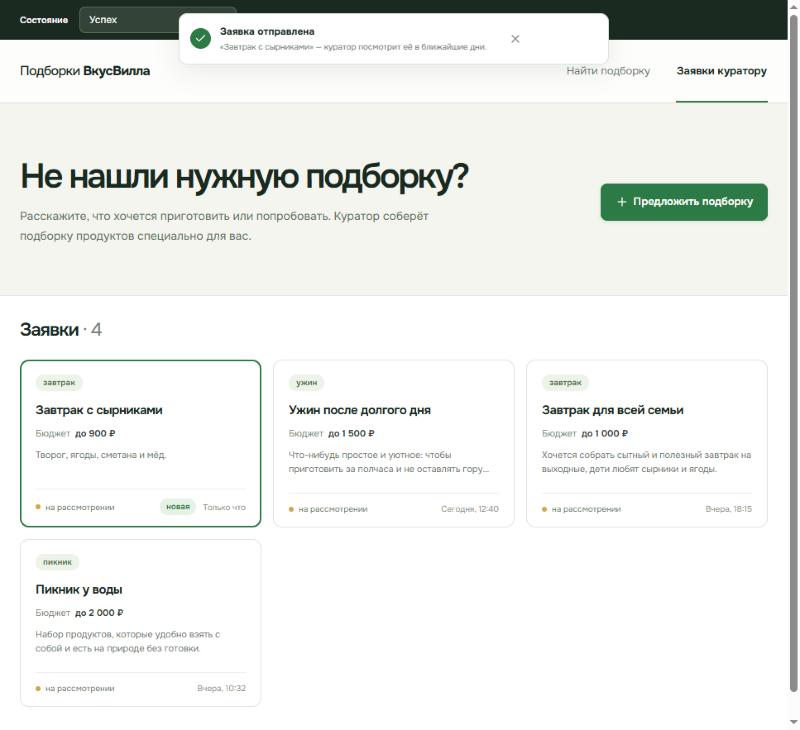 Состояние
Успех
Заявка отправлена
«Завтрак с сырниками» — куратор посмотрит её в ближайшие дни.
Подборки ВкусВилла
Найти подборку
Заявки куратору
Не нашли нужную подборку?
Расскажите, что хочется приготовить или попробовать. Куратор соберёт
подборку продуктов специально для вас.
+ Предложить подборку
Заявки · 4
завтрак
Завтрак с сырниками
Бюджет до 900 ₽
Творог, ягоды, сметана и мёд.
на рассмотрении
новая
Только что
ужин
Ужин после долгого дня
Бюджет до 1 500 ₽
Что-нибудь простое и уютное: чтобы
приготовить за полчаса и не оставлять гору...
на рассмотрении
Сегодня, 12:40
завтрак
Завтрак для всей семьи
Бюджет до 1 000 ₽
Хочется собрать сытный и полезный завтрак на
выходные, дети любят сырники и ягоды.
на рассмотрении
Вчера, 18:15
пикник
Пикник у воды
Бюджет до 2 000 ₽
Набор продуктов, которые удобно взять с
собой и есть на природе без готовки.
на рассмотрении
Вчера, 10:32